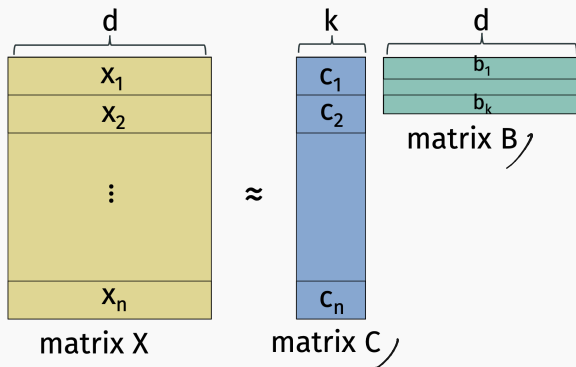 d
k
d
x₁
x₂
⋮
xₙ
≈
c₁
c₂
cₙ
b₁
bₖ
matrix B
matrix X
matrix C